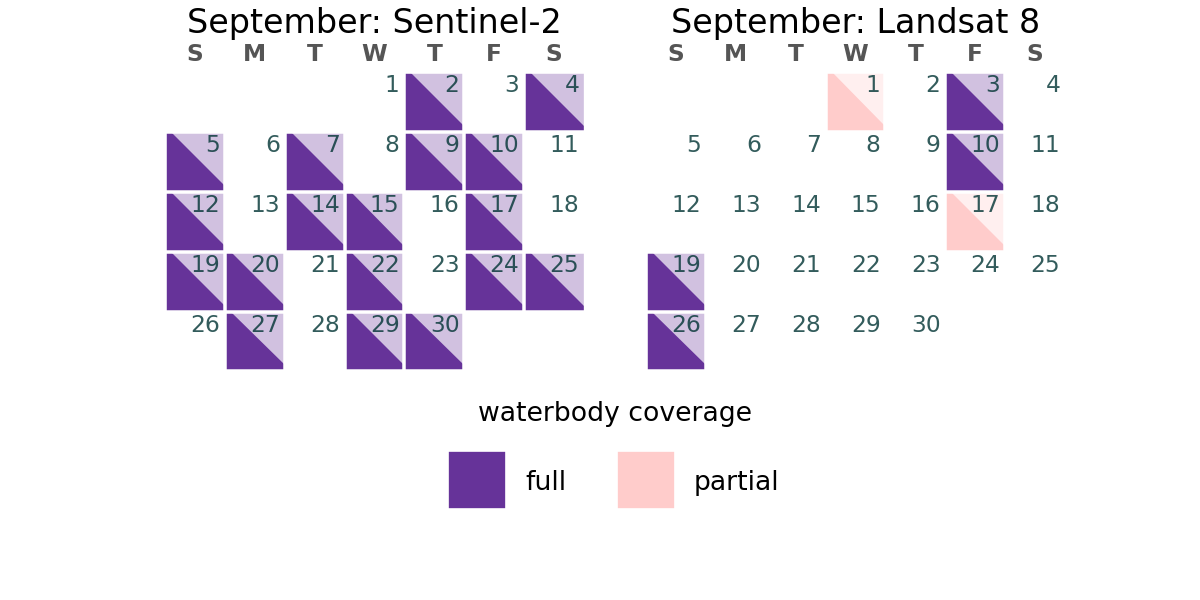 September: Sentinel-2
S M T W T F S
1 2 3 4
5 6 7 8 9 10 11
12 13 14 15 16 17 18
19 20 21 22 23 24 25
26 27 28 29 30
September: Landsat 8
S M T W T F S
1 2 3 4
5 6 7 8 9 10 11
12 13 14 15 16 17 18
19 20 21 22 23 24 25
26 27 28 29 30
waterbody coverage
full
partial